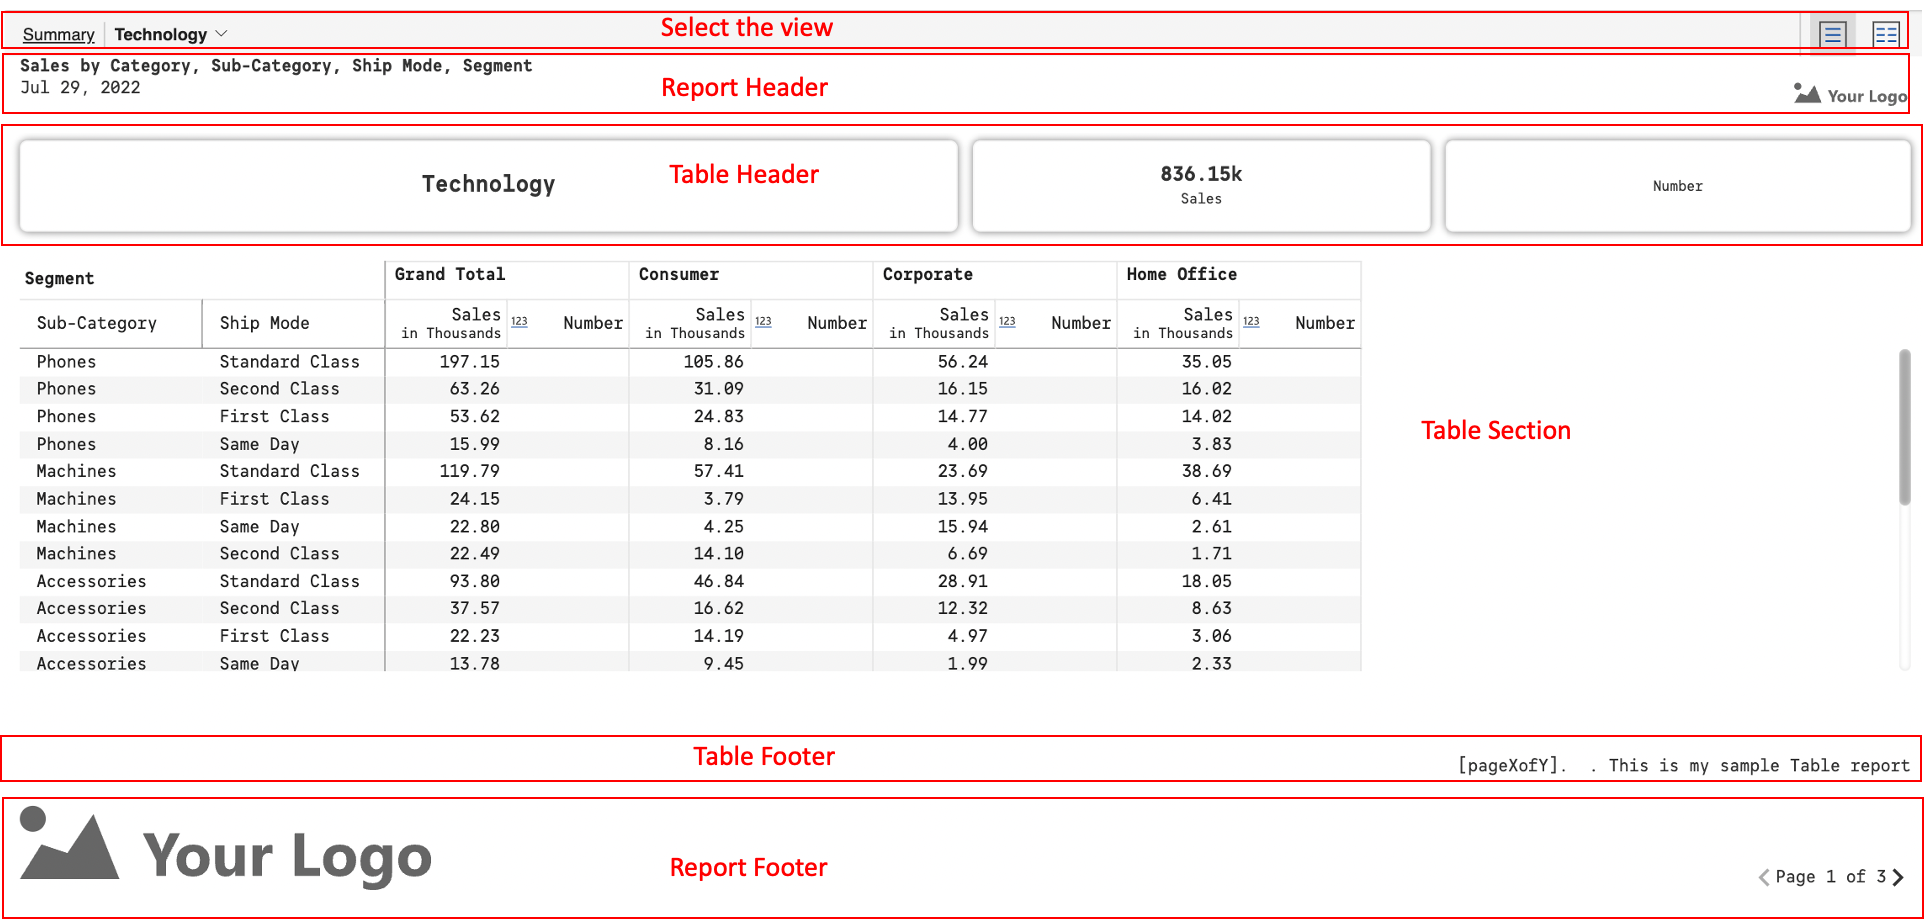 Summary Technology Select the view
Sales by Category, Sub-Category, Ship Mode, Segment
Jul 29, 2022 Report Header Your Logo
Technology Table Header 836.15k Number
Sales
Segment Grand Total Consumer Corporate Home Office
Sub-Category Ship Mode Sales in Thousands 123 Number Sales in Thousands 123 Number Sales in Thousands 123 Number Sales in Thousands 123 Number
Phones Standard Class 197.15 105.86 56.24 35.05
Phones Second Class 63.26 31.09 16.15 16.02
Phones First Class 53.62 24.83 14.77 14.02
Phones Same Day 15.99 8.16 4.00 3.83
Table Section
Machines Standard Class 119.79 57.41 23.69 38.69
Machines First Class 24.15 3.79 13.95 6.41
Machines Same Day 22.80 4.25 15.94 2.61
Machines Second Class 22.49 14.10 6.69 1.71
Accessories Standard Class 93.80 46.84 28.91 18.05
Accessories Second Class 37.57 16.62 12.32 8.63
Accessories First Class 22.23 14.19 4.97 3.06
Accessories Same Day 13.78 9.45 1.99 2.33
Table Footer
[pageXofY].  . This is my sample Table report
Your Logo
Report Footer
Page 1 of 3